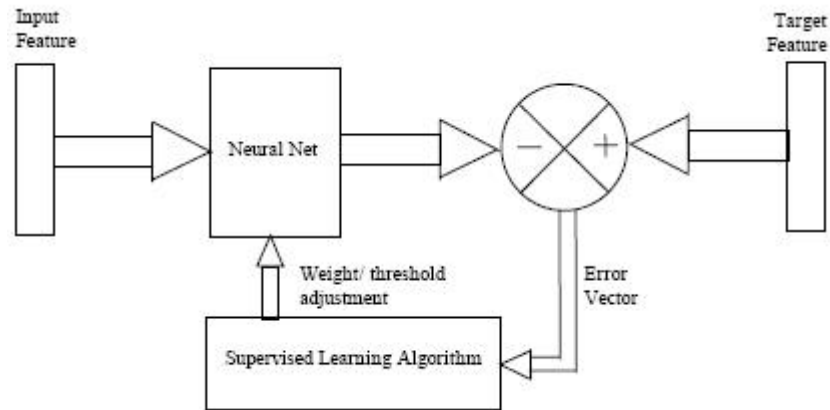 Input
Feature
Target
Feature
Neural Net
−
+
Weight/ threshold
adjustment
Error
Vector
Supervised Learning Algorithm